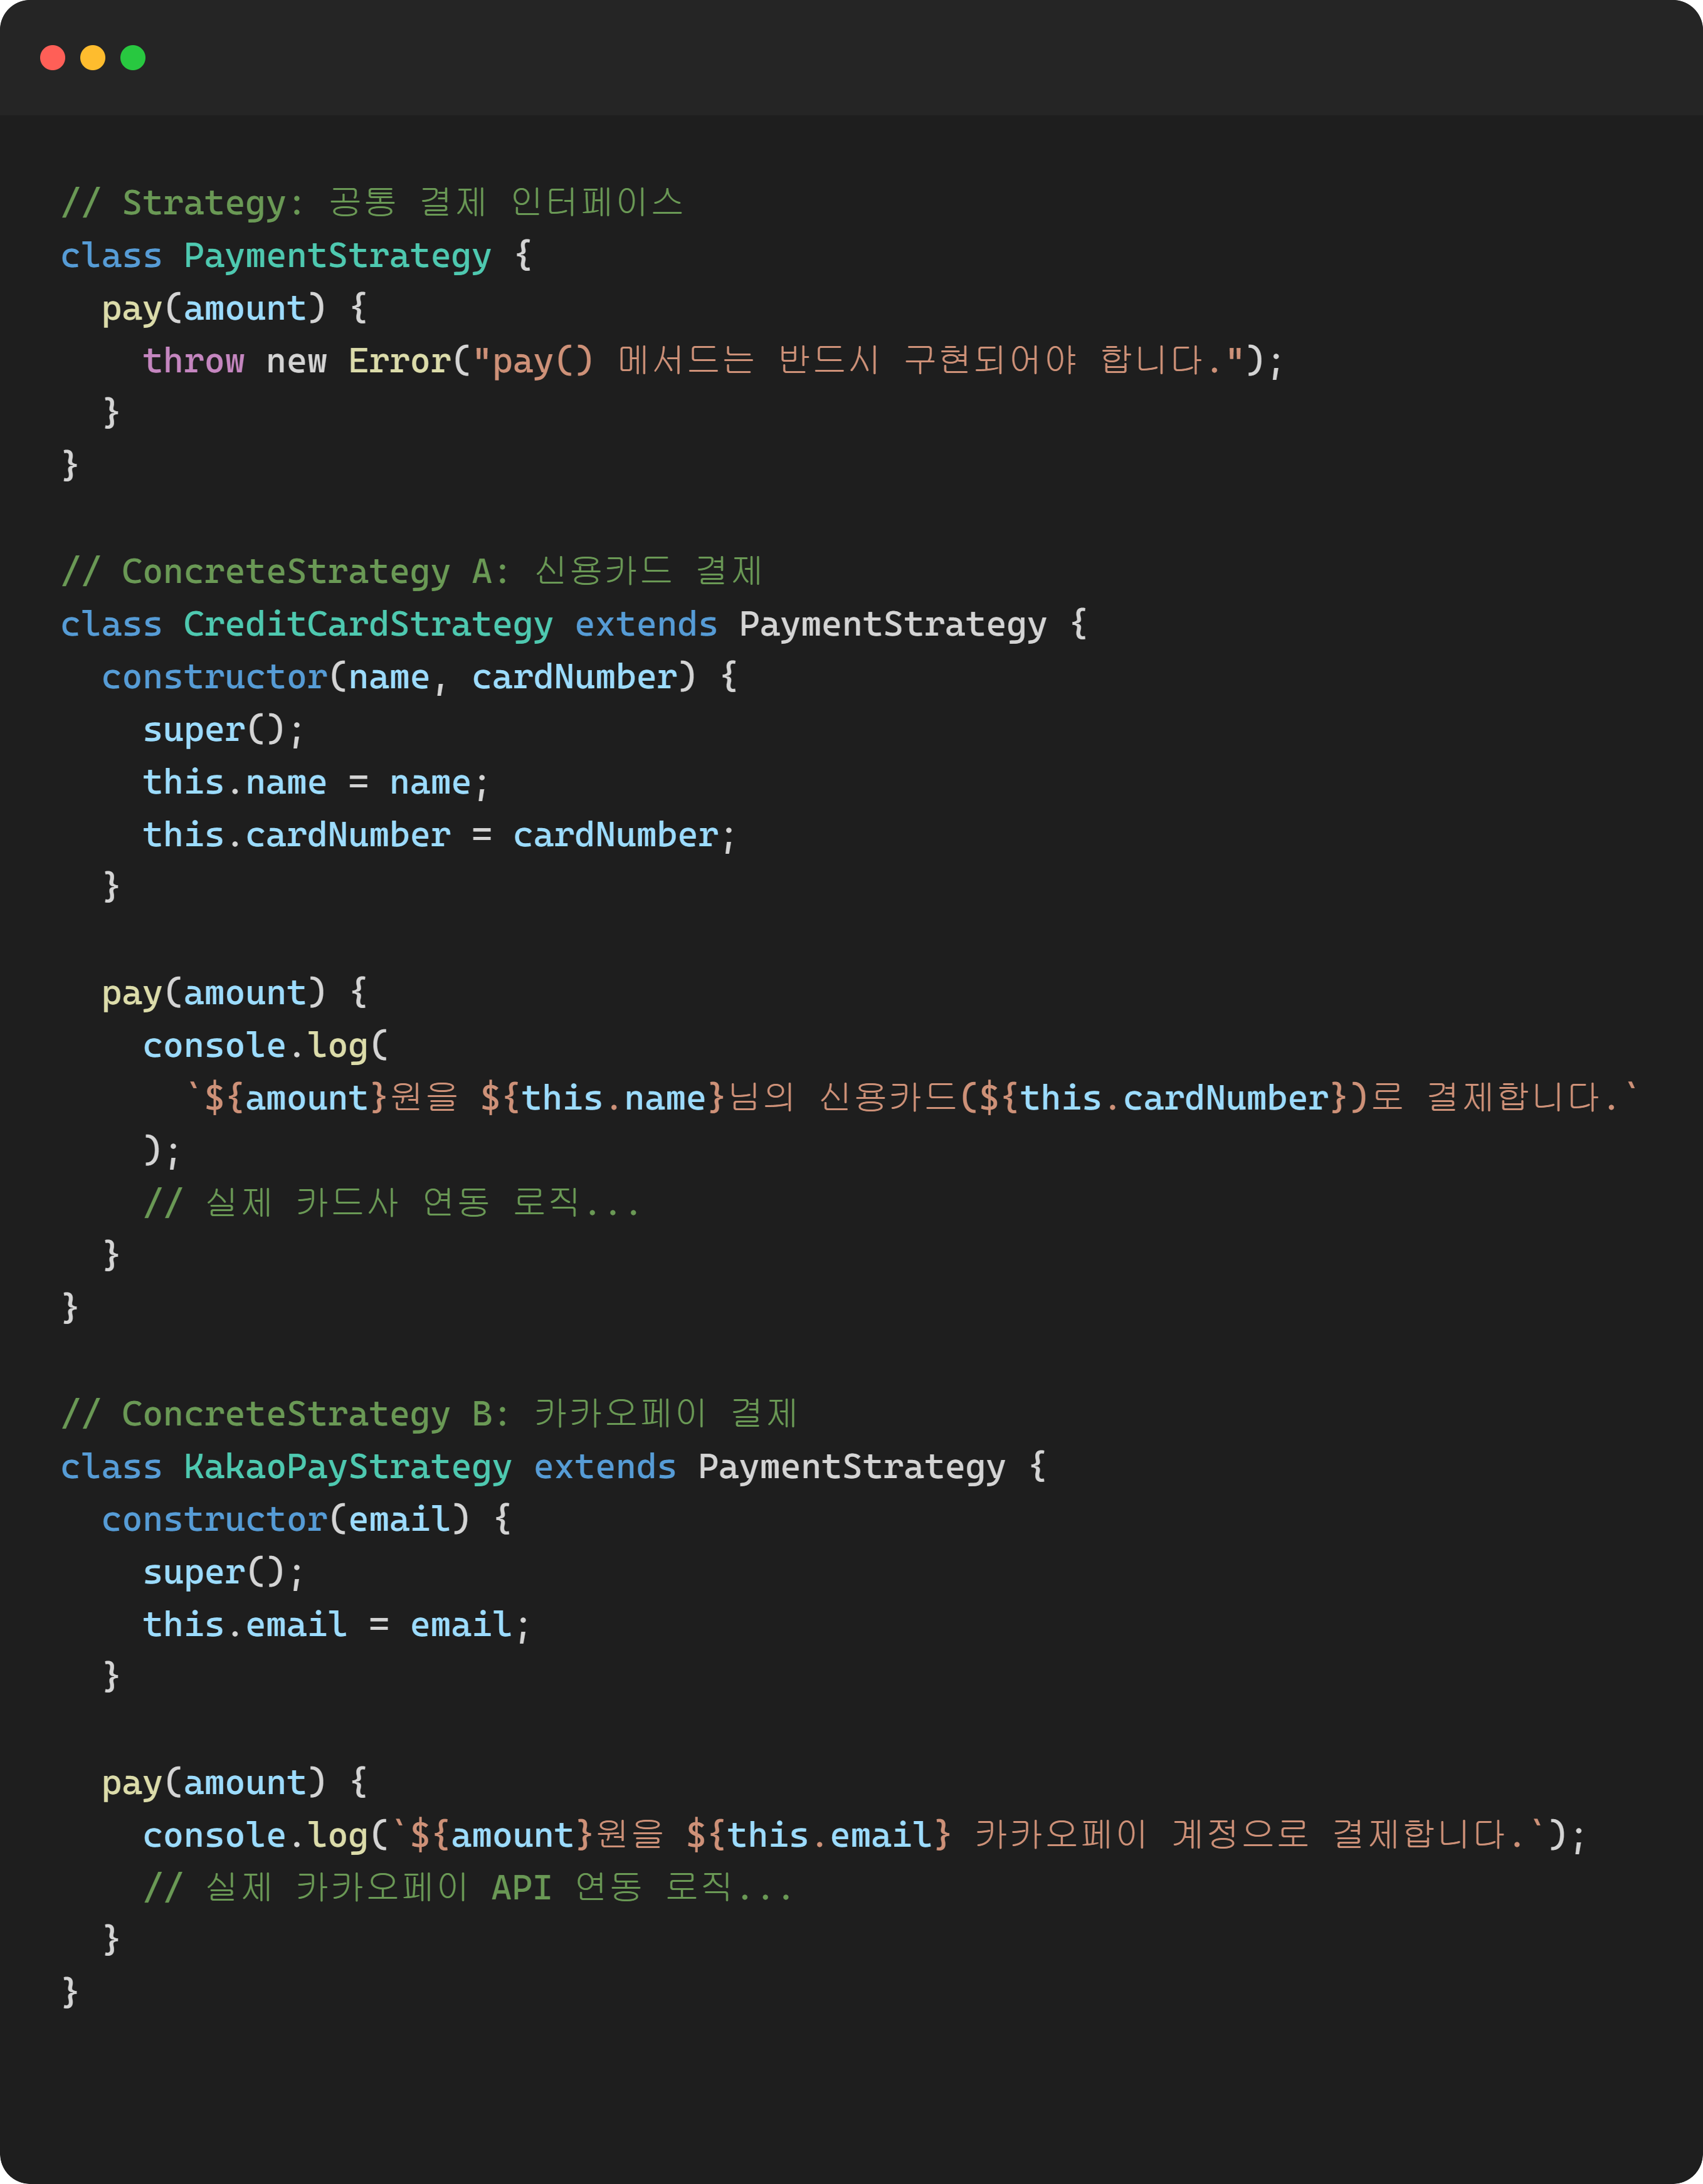 // Strategy: 공통 결제 인터페이스
class PaymentStrategy {
  pay(amount) {
    throw new Error("pay() 메서드는 반드시 구현되어야 합니다.");
  }
}

// ConcreteStrategy A: 신용카드 결제
class CreditCardStrategy extends PaymentStrategy {
  constructor(name, cardNumber) {
    super();
    this.name = name;
    this.cardNumber = cardNumber;
  }

  pay(amount) {
    console.log(
      `${amount}원을 ${this.name}님의 신용카드(${this.cardNumber})로 결제합니다.`
    );
    // 실제 카드사 연동 로직...
  }
}

// ConcreteStrategy B: 카카오페이 결제
class KakaoPayStrategy extends PaymentStrategy {
  constructor(email) {
    super();
    this.email = email;
  }

  pay(amount) {
    console.log(`${amount}원을 ${this.email} 카카오페이 계정으로 결제합니다.`);
    // 실제 카카오페이 API 연동 로직...
  }
}